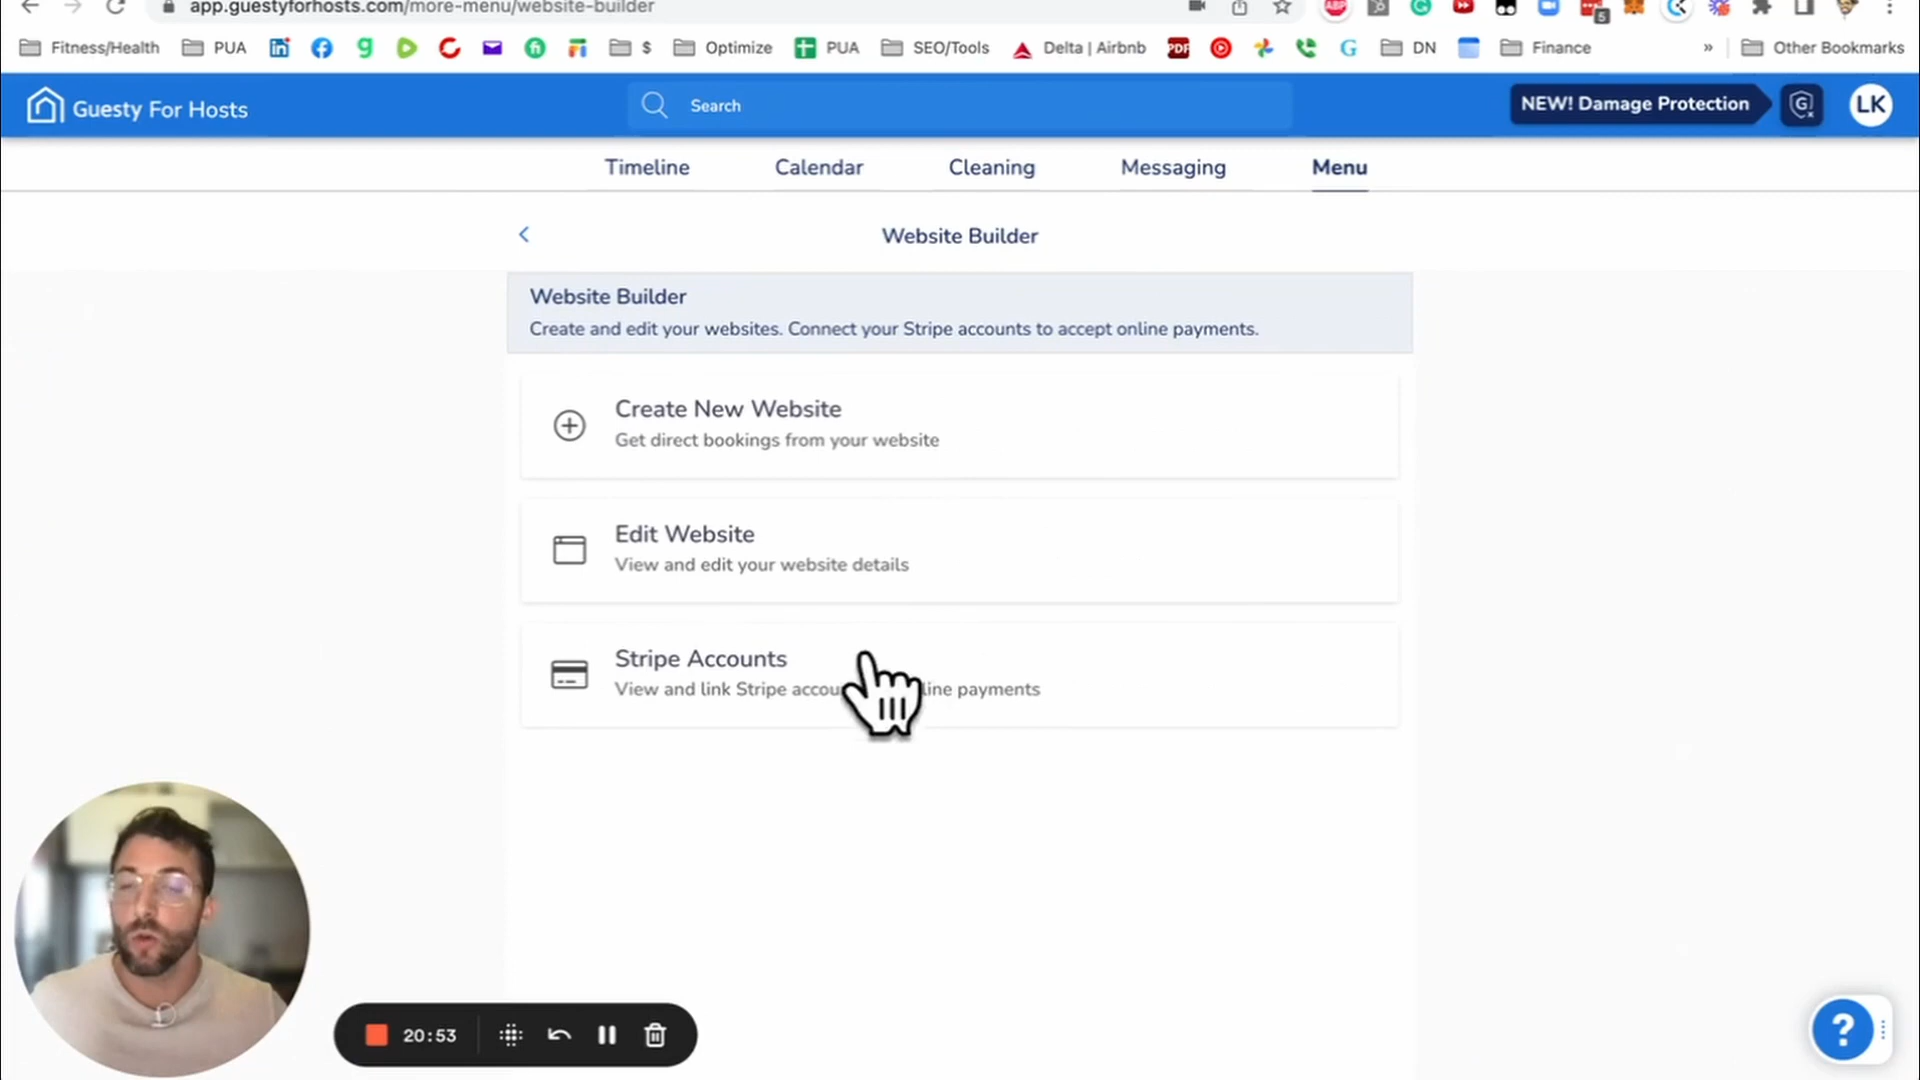 app.guestyforhosts.com/more-menu/website-builder
ABP
5
Fitness/Health PUA $ Optimize PUA SEO/Tools Delta | Airbnb PDF G DN Finance » Other Bookmarks
Guesty For Hosts
Search
NEW! Damage Protection
G
LK
Timeline Calendar Cleaning Messaging Menu
Website Builder
Website Builder
Create and edit your websites. Connect your Stripe accounts to accept online payments.
Create New Website
Get direct bookings from your website
Edit Website
View and edit your website details
Stripe Accounts
View and link Stripe payments
20:53
?